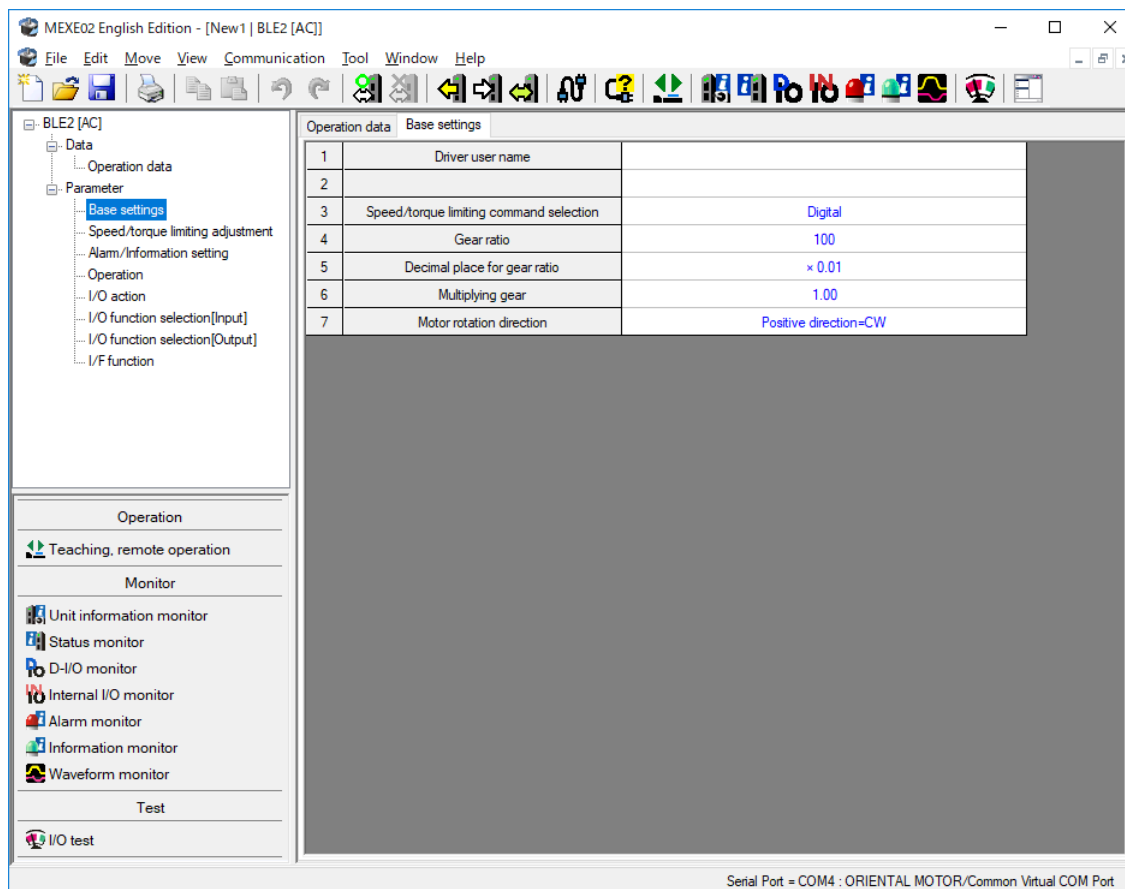 MEXE02 English Edition - [New1 | BLE2 [AC]]
File Edit Move View Communication Tool Window Help
BLE2 [AC]
Data
Operation data
Parameter
Base settings
Speed/torque limiting adjustment
Alarm/Information setting
Operation
I/O action
I/O function selection[Input]
I/O function selection[Output]
I/F function
Operation
Teaching, remote operation
Monitor
Unit information monitor
Status monitor
D-I/O monitor
Internal I/O monitor
Alarm monitor
Information monitor
Waveform monitor
Test
I/O test
Operation data Base settings
1 Driver user name
2
3 Speed/torque limiting command selection Digital
4 Gear ratio 100
5 Decimal place for gear ratio × 0.01
6 Multiplying gear 1.00
7 Motor rotation direction Positive direction=CW
Serial Port = COM4 : ORIENTAL MOTOR/Common Virtual COM Port